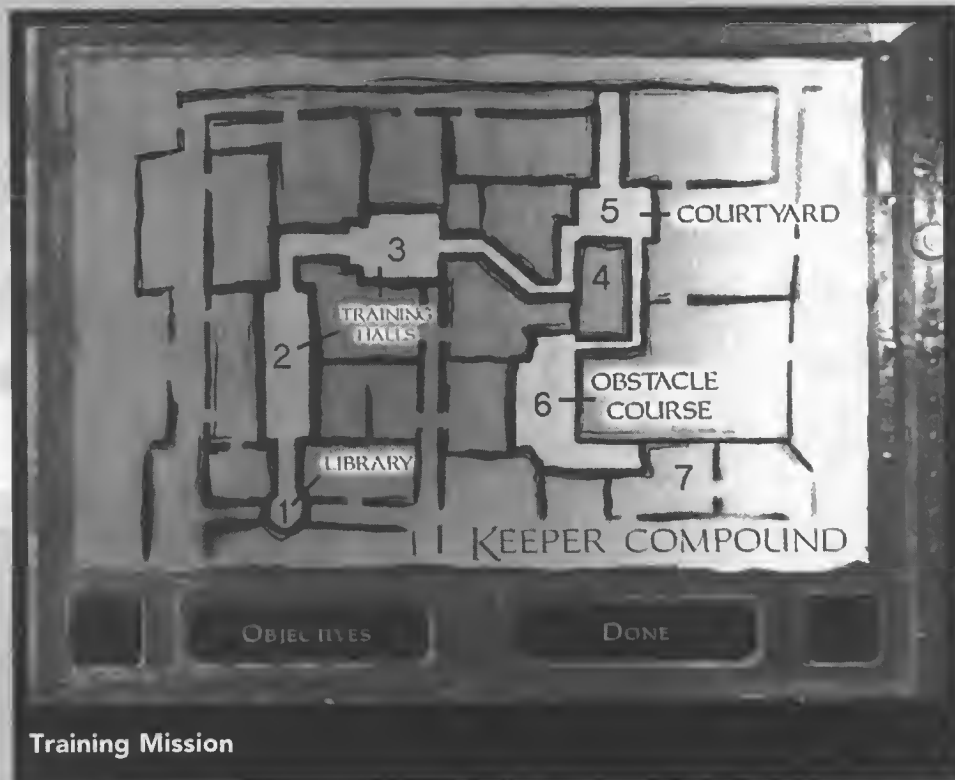 5
COURTYARD
3
4
TRAINING
HALLS
2
6
OBSTACLE
COURSE
LIBRARY
7
1
KEEPER COMPOUND
OBJECTIVES
DONE
Training Mission